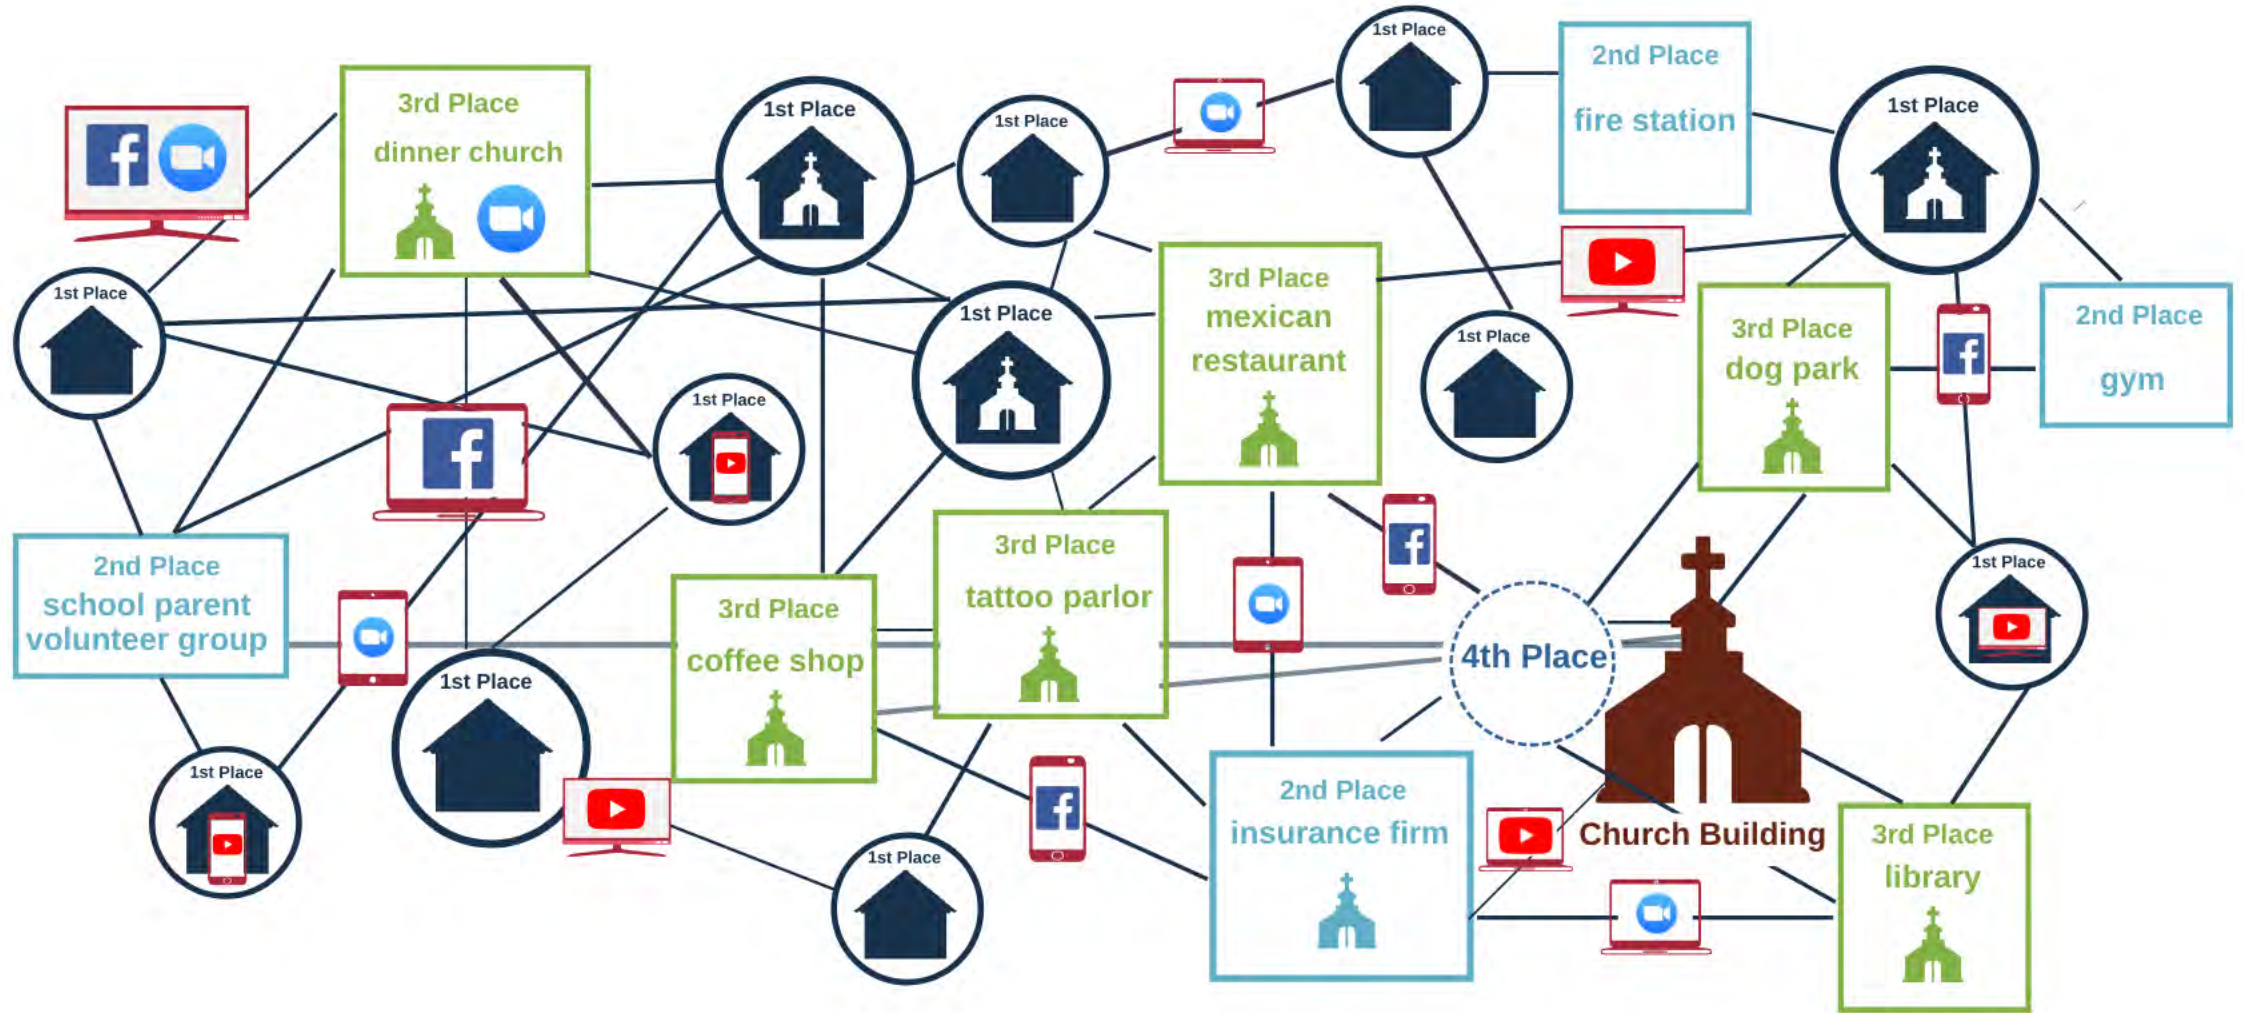 1st Place
2nd Place
fire station
3rd Place
dinner church
1st Place
1st Place
1st Place
1st Place
3rd Place
mexican
restaurant
1st Place
1st Place
3rd Place
dog park
2nd Place
gym
1st Place
2nd Place
school parent
volunteer group
3rd Place
tattoo parlor
1st Place
3rd Place
coffee shop
4th Place
1st Place
1st Place
2nd Place
insurance firm
Church Building
3rd Place
library
1st Place